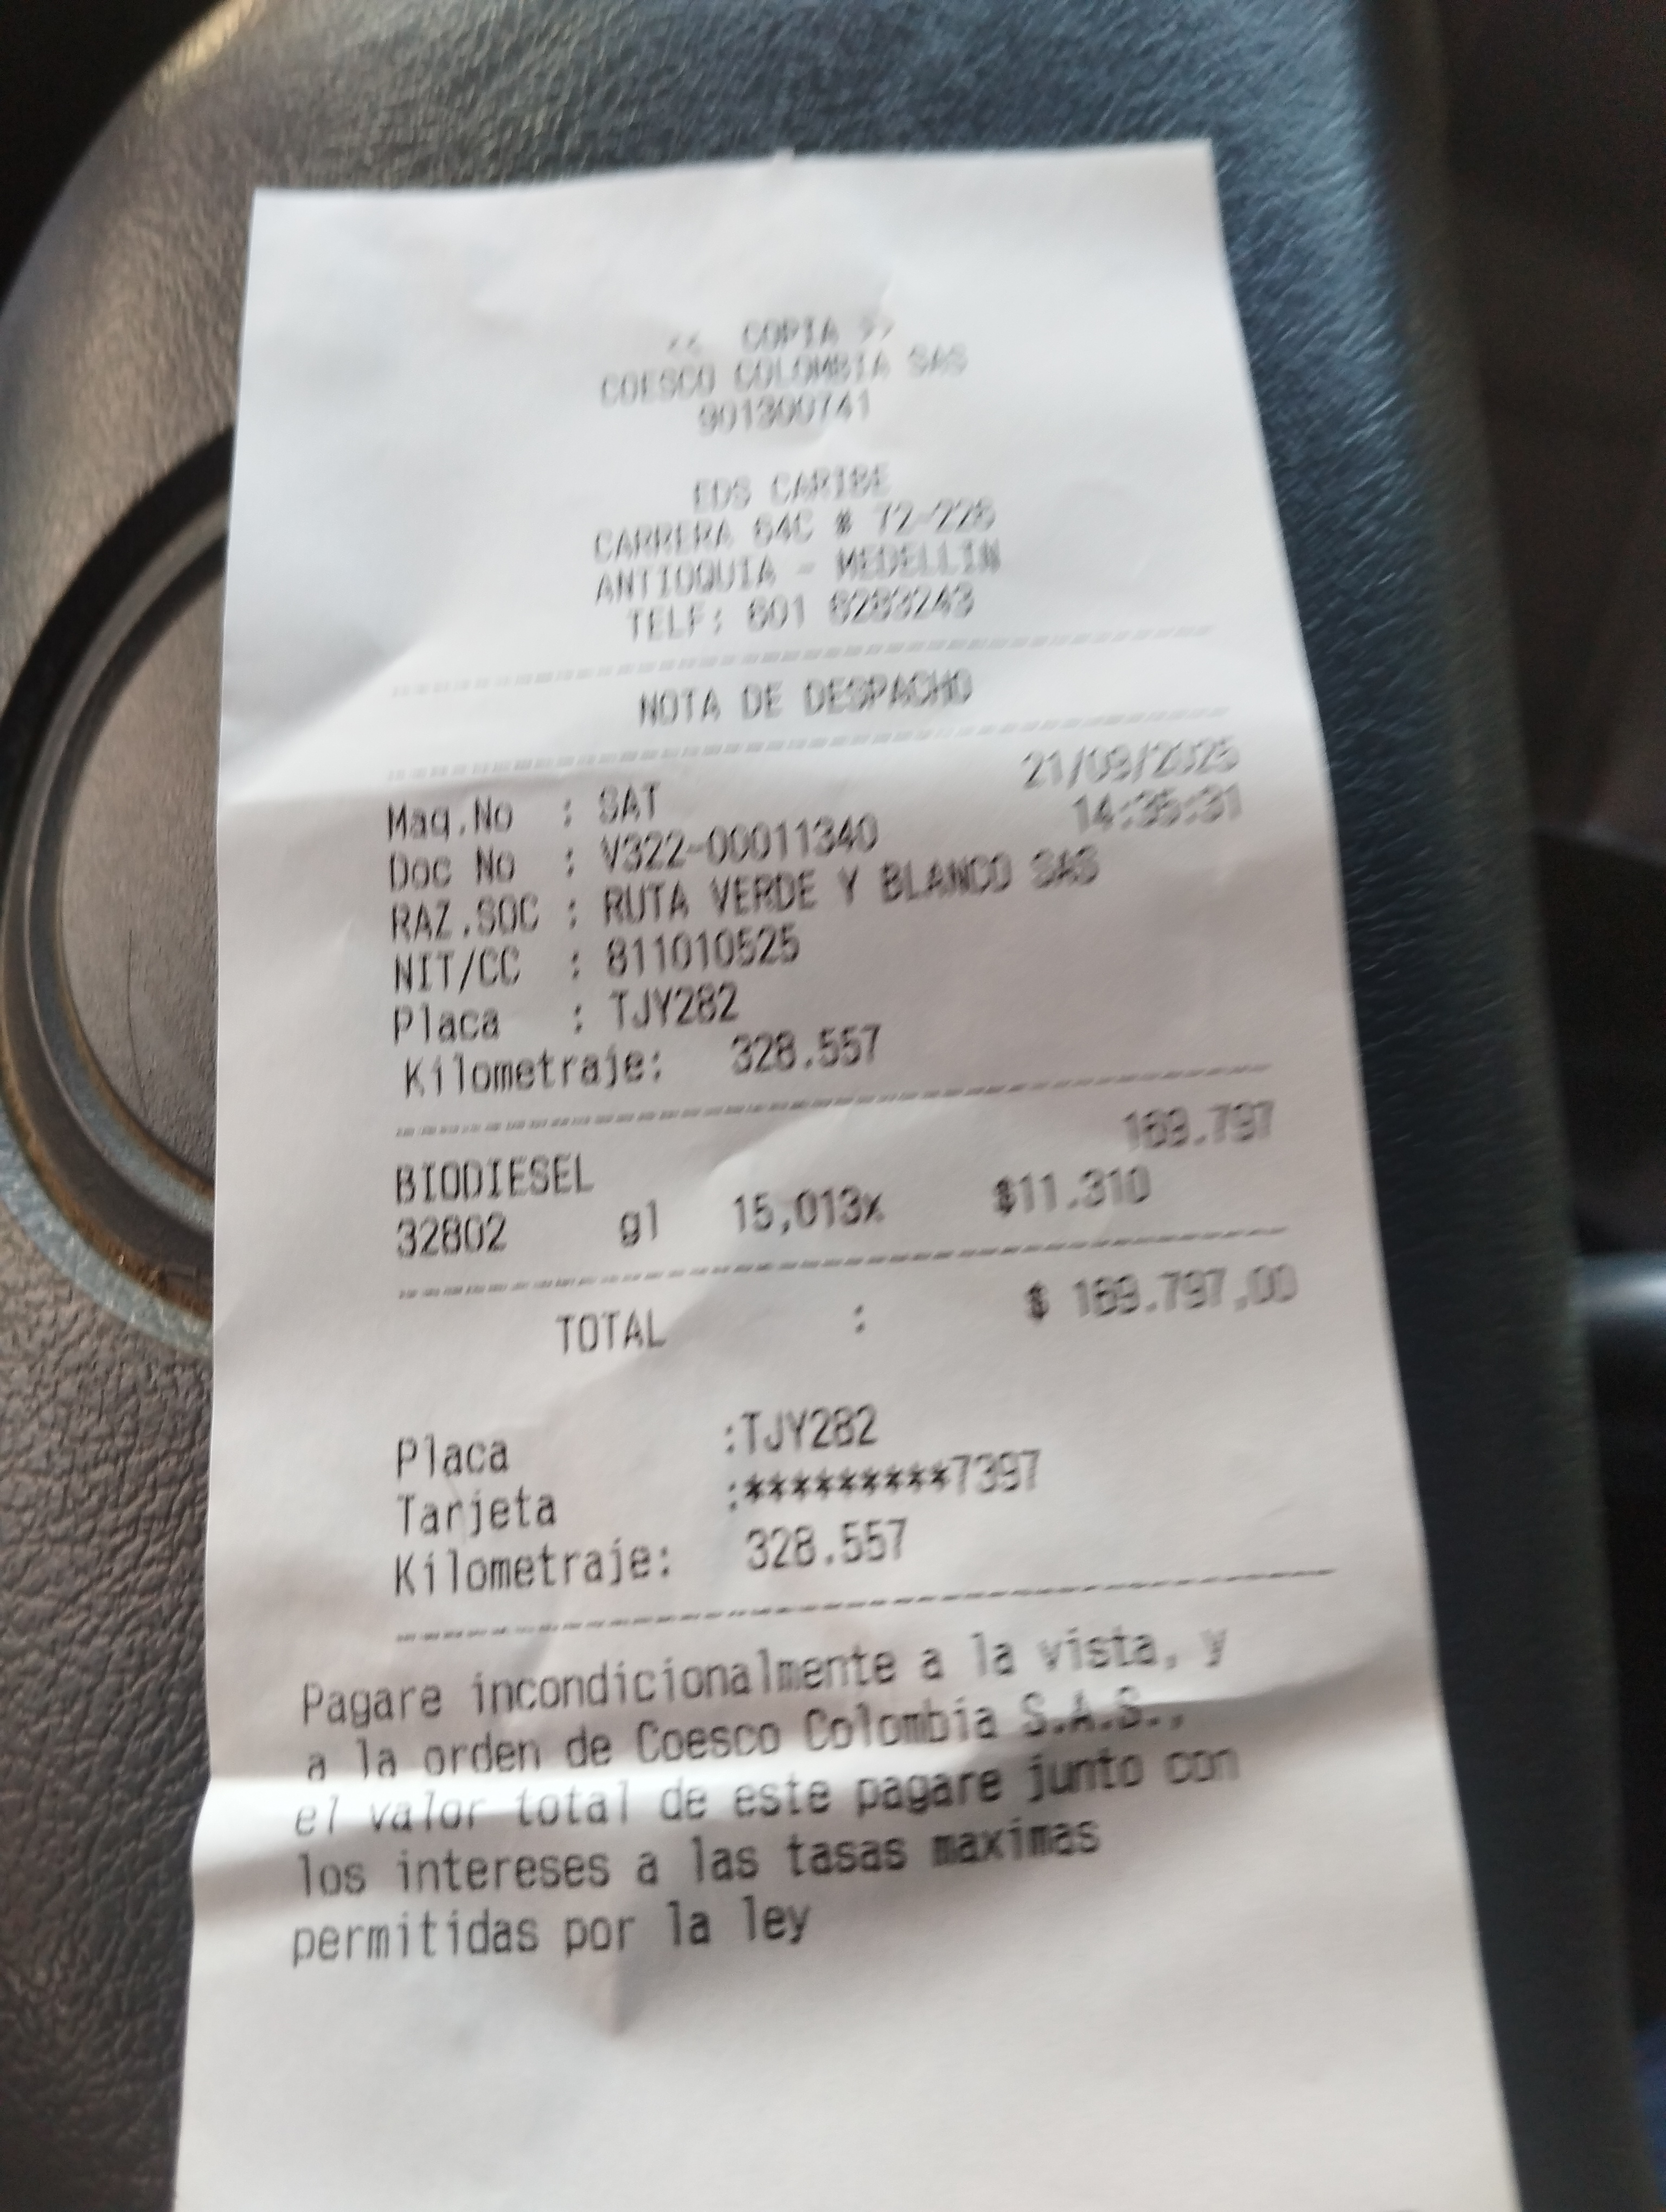 << COPIA >>
COESCO COLOMBIA SAS
901300741
EDS CARIBE
CARRERA 64C # 72-226
ANTIOQUIA - MEDELLIN
TELF: 601 8283243
NOTA DE DESPACHO
21/09/2025
Maq.No : SAT
14:35:31
Doc No : V322-00011340
RAZ.SOC : RUTA VERDE Y BLANCO SAS
NIT/CC : 811010525
Placa : TJY282
Kilometraje: 328.557
BIODIESEL 169.797
32802 gl 15,013x $11.310
TOTAL : $ 169.797,00
Placa :TJY282
Tarjeta :*********7397
Kilometraje: 328.557
Pagare incondicionalmente a la vista, y
a la orden de Coesco Colombia S.A.S.,
el valor total de este pagare junto con
los intereses a las tasas maximas
permitidas por la ley